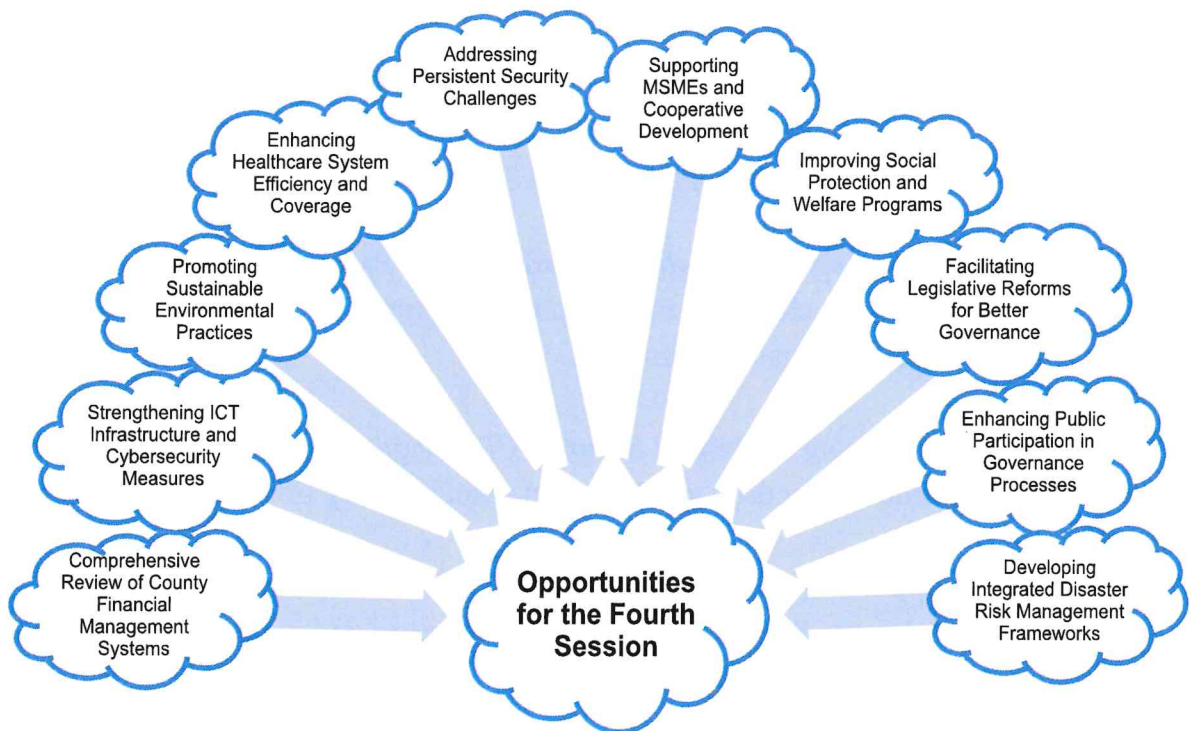 Addressing
Persistent Security
Challenges
Supporting
MSMEs and
Cooperative
Development
Enhancing
Healthcare System
Efficiency and
Coverage
Improving Social
Protection and
Welfare Programs
Promoting
Sustainable
Environmental
Practices
Facilitating
Legislative Reforms
for Better
Governance
Strengthening ICT
Infrastructure and
Cybersecurity
Measures
Enhancing Public
Participation in
Governance
Processes
Comprehensive
Review of County
Financial
Management
Systems
Opportunities
for the Fourth
Session
Developing
Integrated Disaster
Risk Management
Frameworks